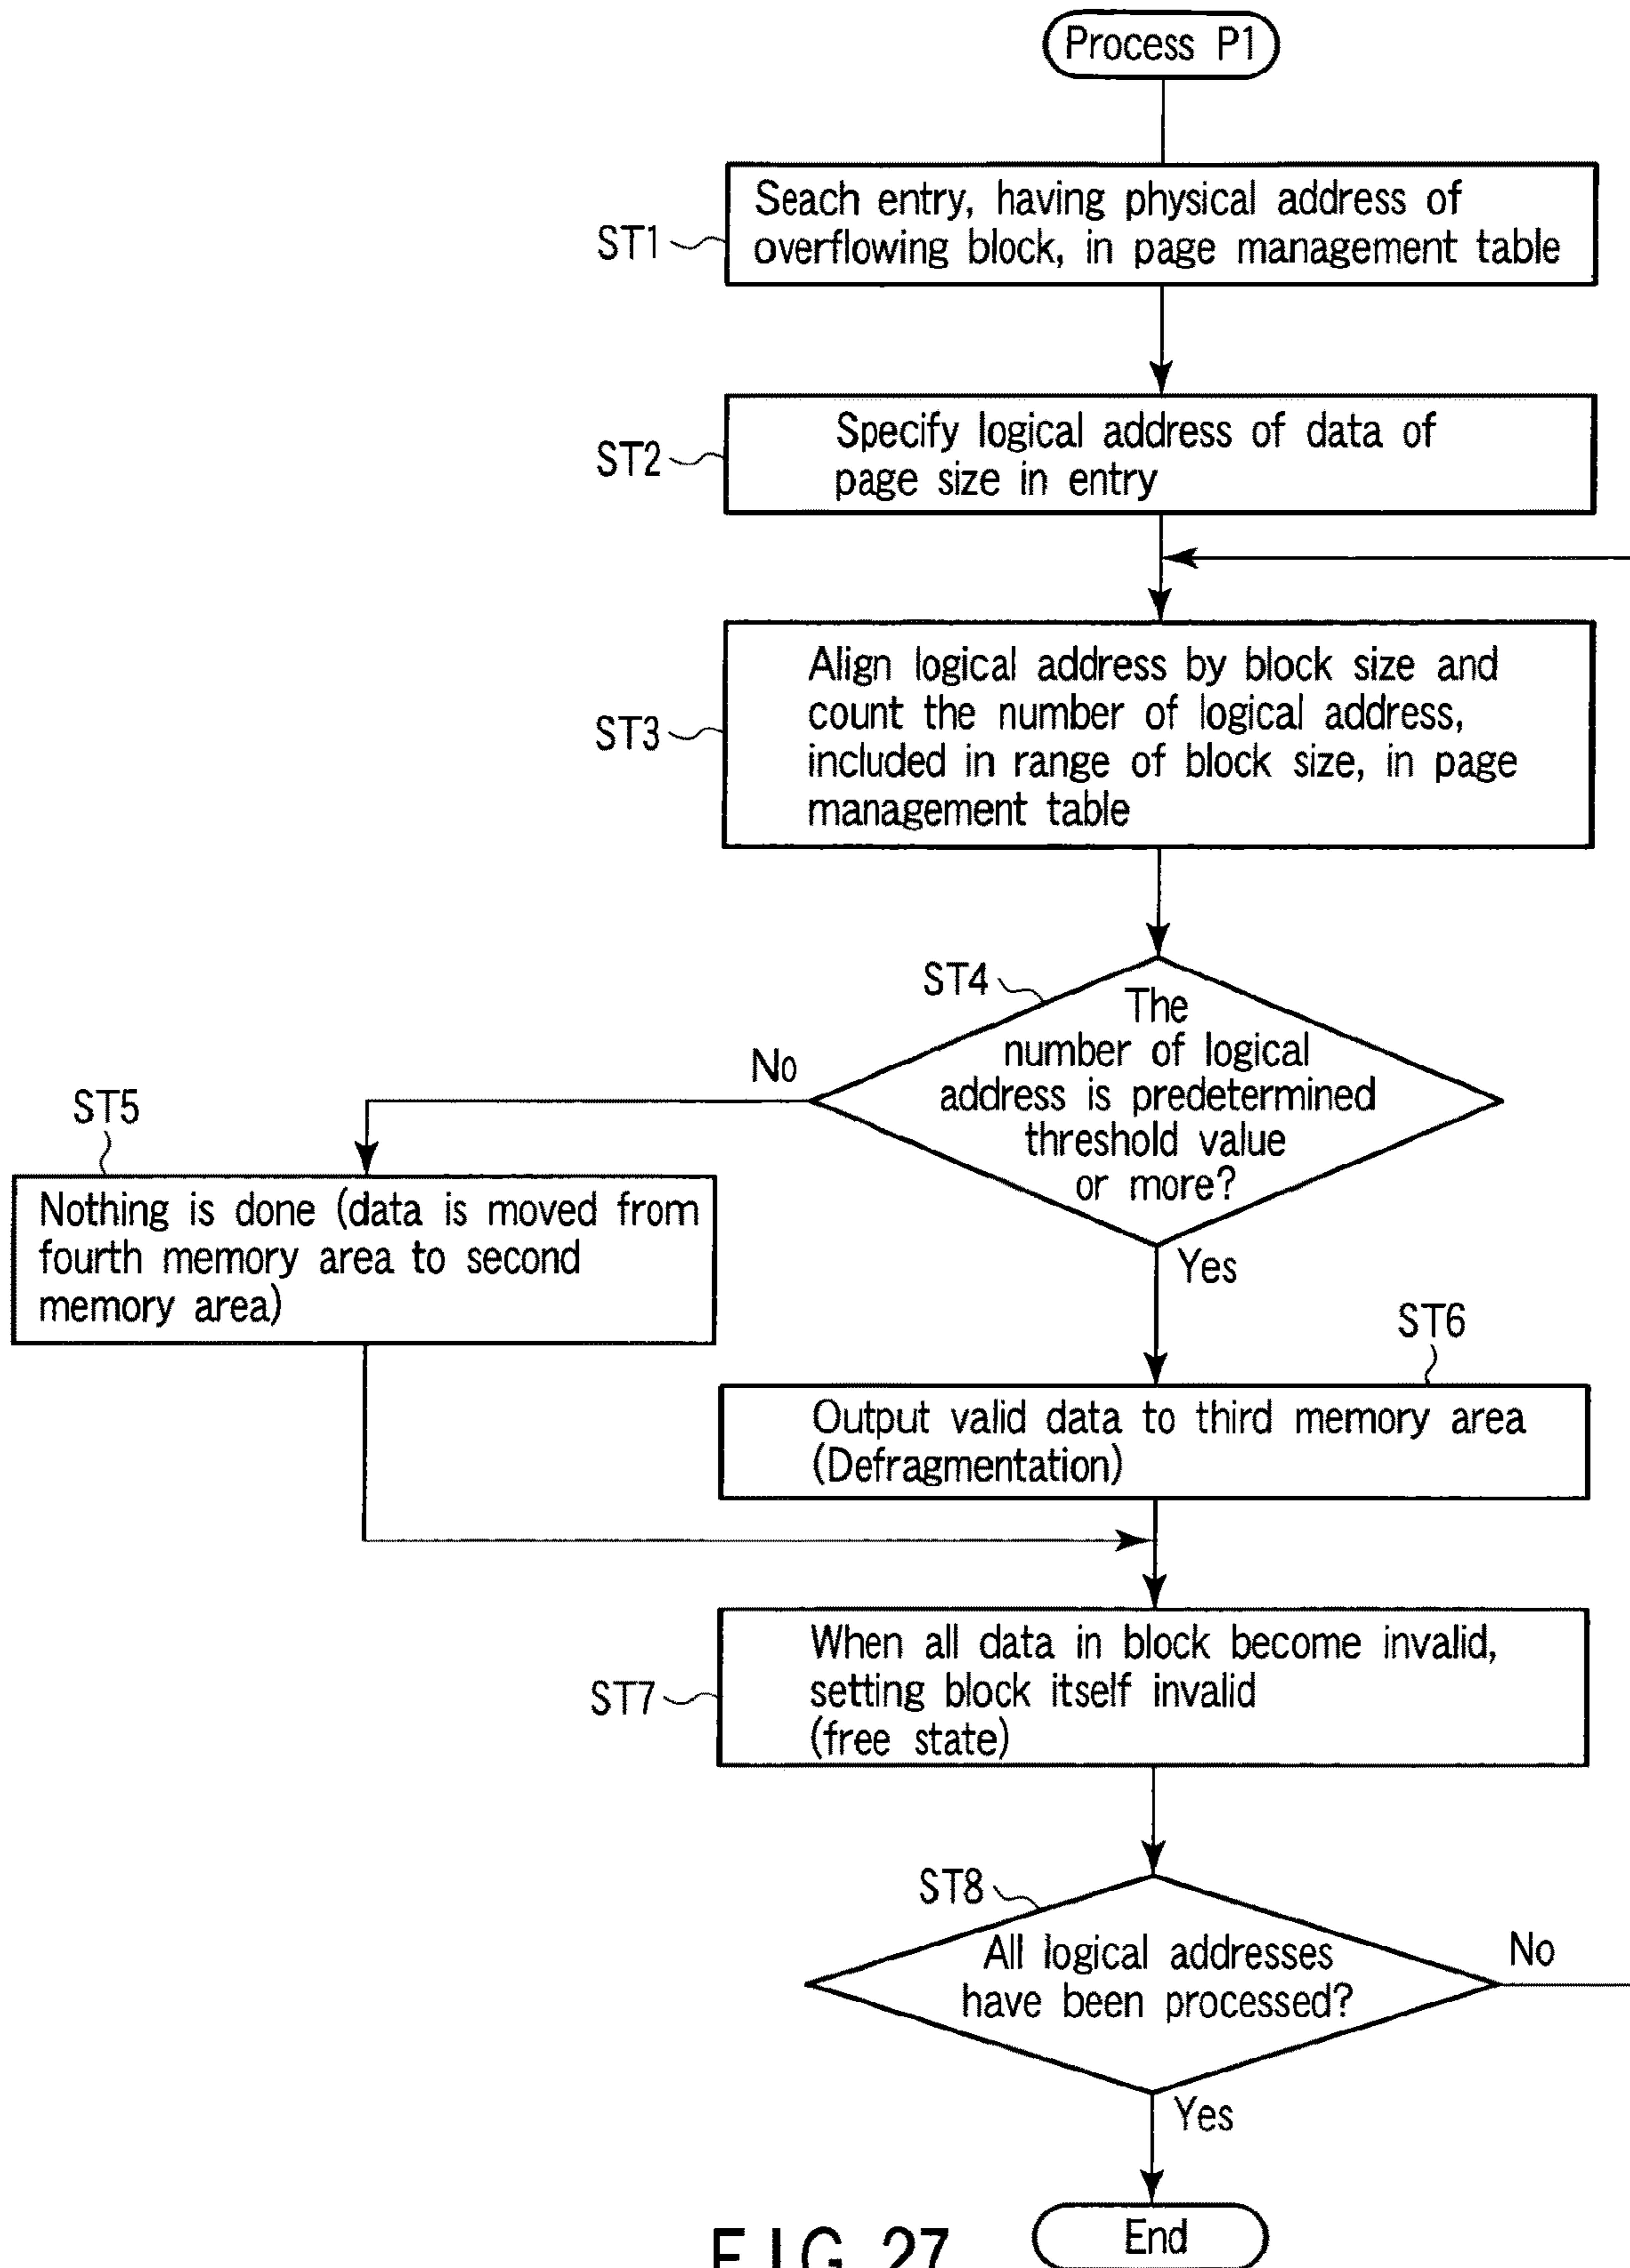 Process P1
Seach entry, having physical address of
ST1
overflowing block, in page management table
Specify logical address of data of
ST2
page size in entry
Align logical address by block size and
count the number of logical address,
ST3
included in range of block size, in page
management table
ST4
The
number of logical
address is predetermined
threshold value
or more?
No
Yes
ST5
Nothing is done (data is moved from
fourth memory area to second
memory area)
ST6
Output valid data to third memory area
(Defragmentation)
When all data in block become invalid,
setting block itself invalid
ST7
(free state)
ST8
All logical addresses
have been processed?
No
Yes
End
FIG. 27